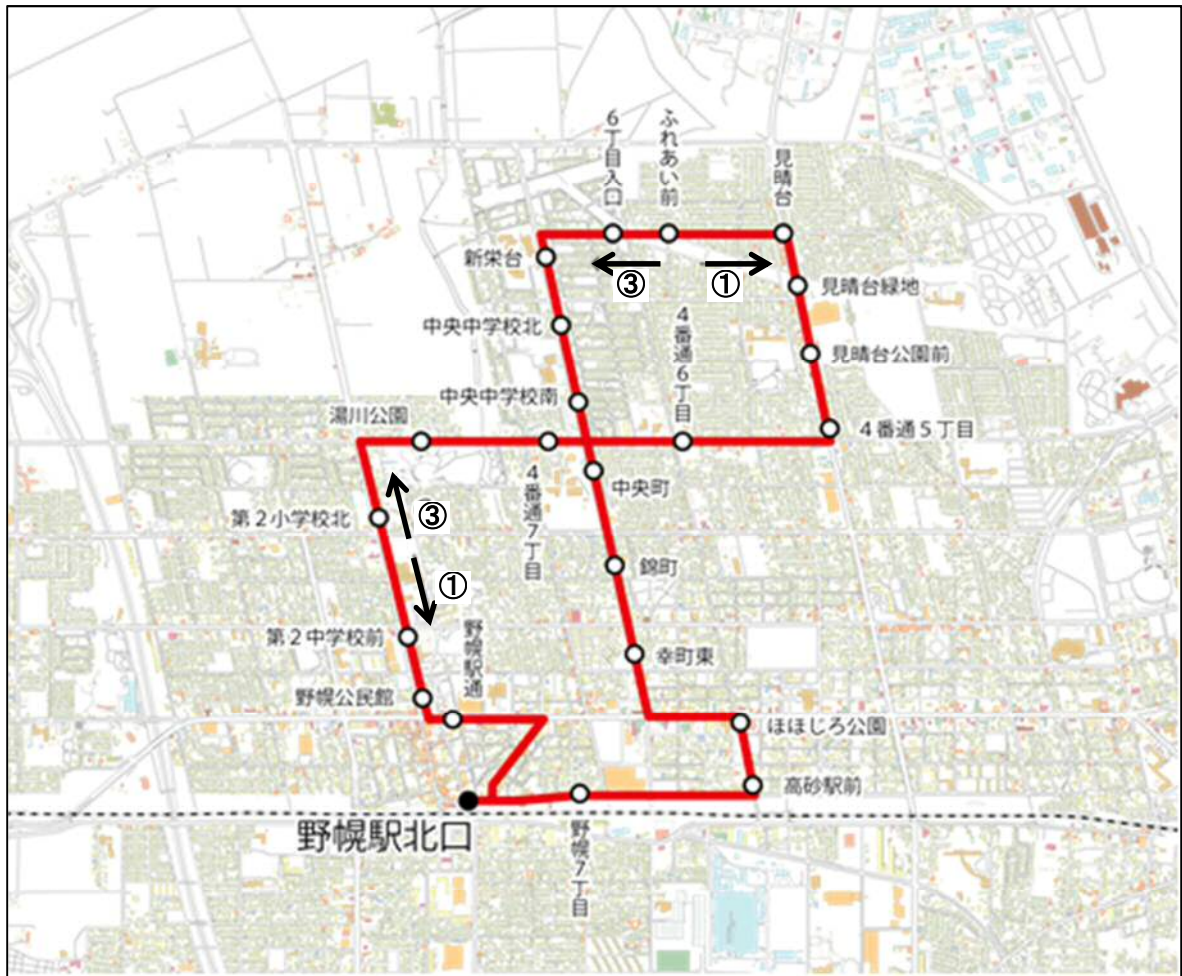 6丁目入口
ふれあい前
見晴台
新栄台
③
①
見晴台緑地
中央中学校北
4番通6丁目
見晴台公園前
中央中学校南
湯川公園
4番通5丁目
4番通7丁目
中央町
第2小学校北
③
錦町
①
第2中学校前
野幌駅通
幸町東
野幌公民館
ほほしろ公園
高砂駅前
野幌駅北口
野幌7丁目